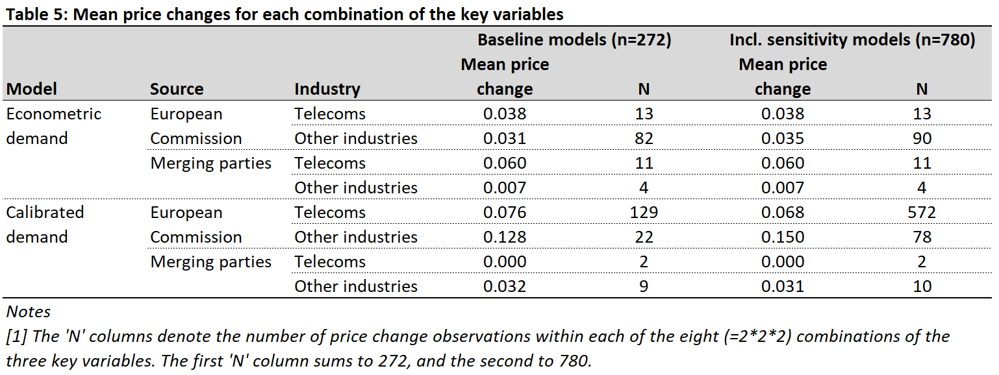 Table 5: Mean price changes for each combination of the key variables
Baseline models (n=272) Incl. sensitivity models (n=780)
Mean price Mean price
Model Source Industry change N change N
Econometric European Telecoms 0.038 13 0.038 13
demand Commission Other industries 0.031 82 0.035 90
Merging parties Telecoms 0.060 11 0.060 11
Other industries 0.007 4 0.007 4
Calibrated European Telecoms 0.076 129 0.068 572
demand Commission Other industries 0.128 22 0.150 78
Merging parties Telecoms 0.000 2 0.000 2
Other industries 0.032 9 0.031 10
Notes
[1] The 'N' columns denote the number of price change observations within each of the eight (=2*2*2) combinations of the
three key variables. The first 'N' column sums to 272, and the second to 780.